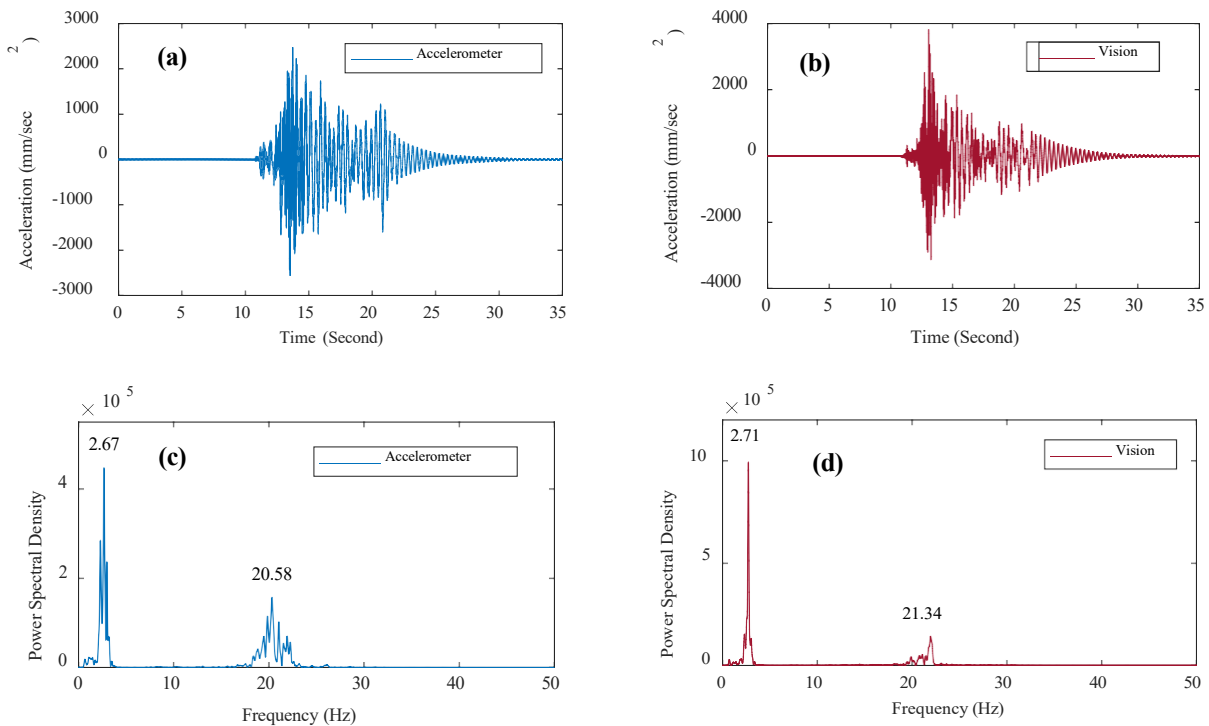 3000
2000
1000
0
-1000
-2000
-3000
Acceleration (mm/sec
2
)
(a)
Accelerometer
0 5 10 15 20 25 30 35
Time (Second)
4000
2000
0
-2000
-4000
Acceleration (mm/sec
2
)
(b)
Vision
0 5 10 15 20 25 30 35
Time (Second)
× 10 5
4
2
0
Power Spectral Density
2.67
(c)
Accelerometer
20.58
0 10 20 30 40 50
Frequency (Hz)
× 10 5
10
5
0
Power Spectral Density
2.71
(d)
Vision
21.34
0 10 20 30 40 50
Frequency (Hz)